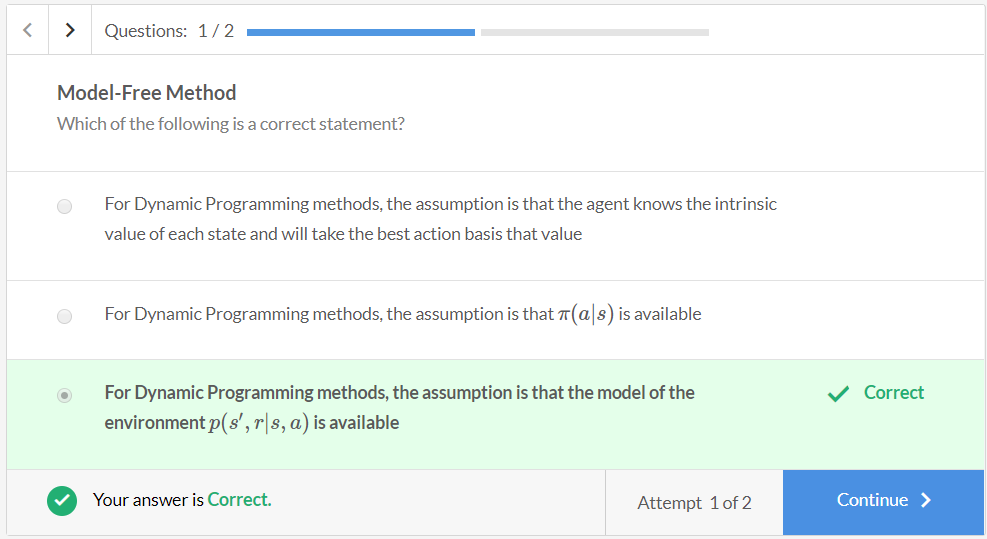 Questions: 1 / 2
Model-Free Method
Which of the following is a correct statement?
For Dynamic Programming methods, the assumption is that the agent knows the intrinsic
value of each state and will take the best action basis that value
For Dynamic Programming methods, the assumption is that π(a|s) is available
For Dynamic Programming methods, the assumption is that the model of the
environment p(s′, r|s, a) is available
Correct
Your answer is Correct.
Attempt 1 of 2
Continue